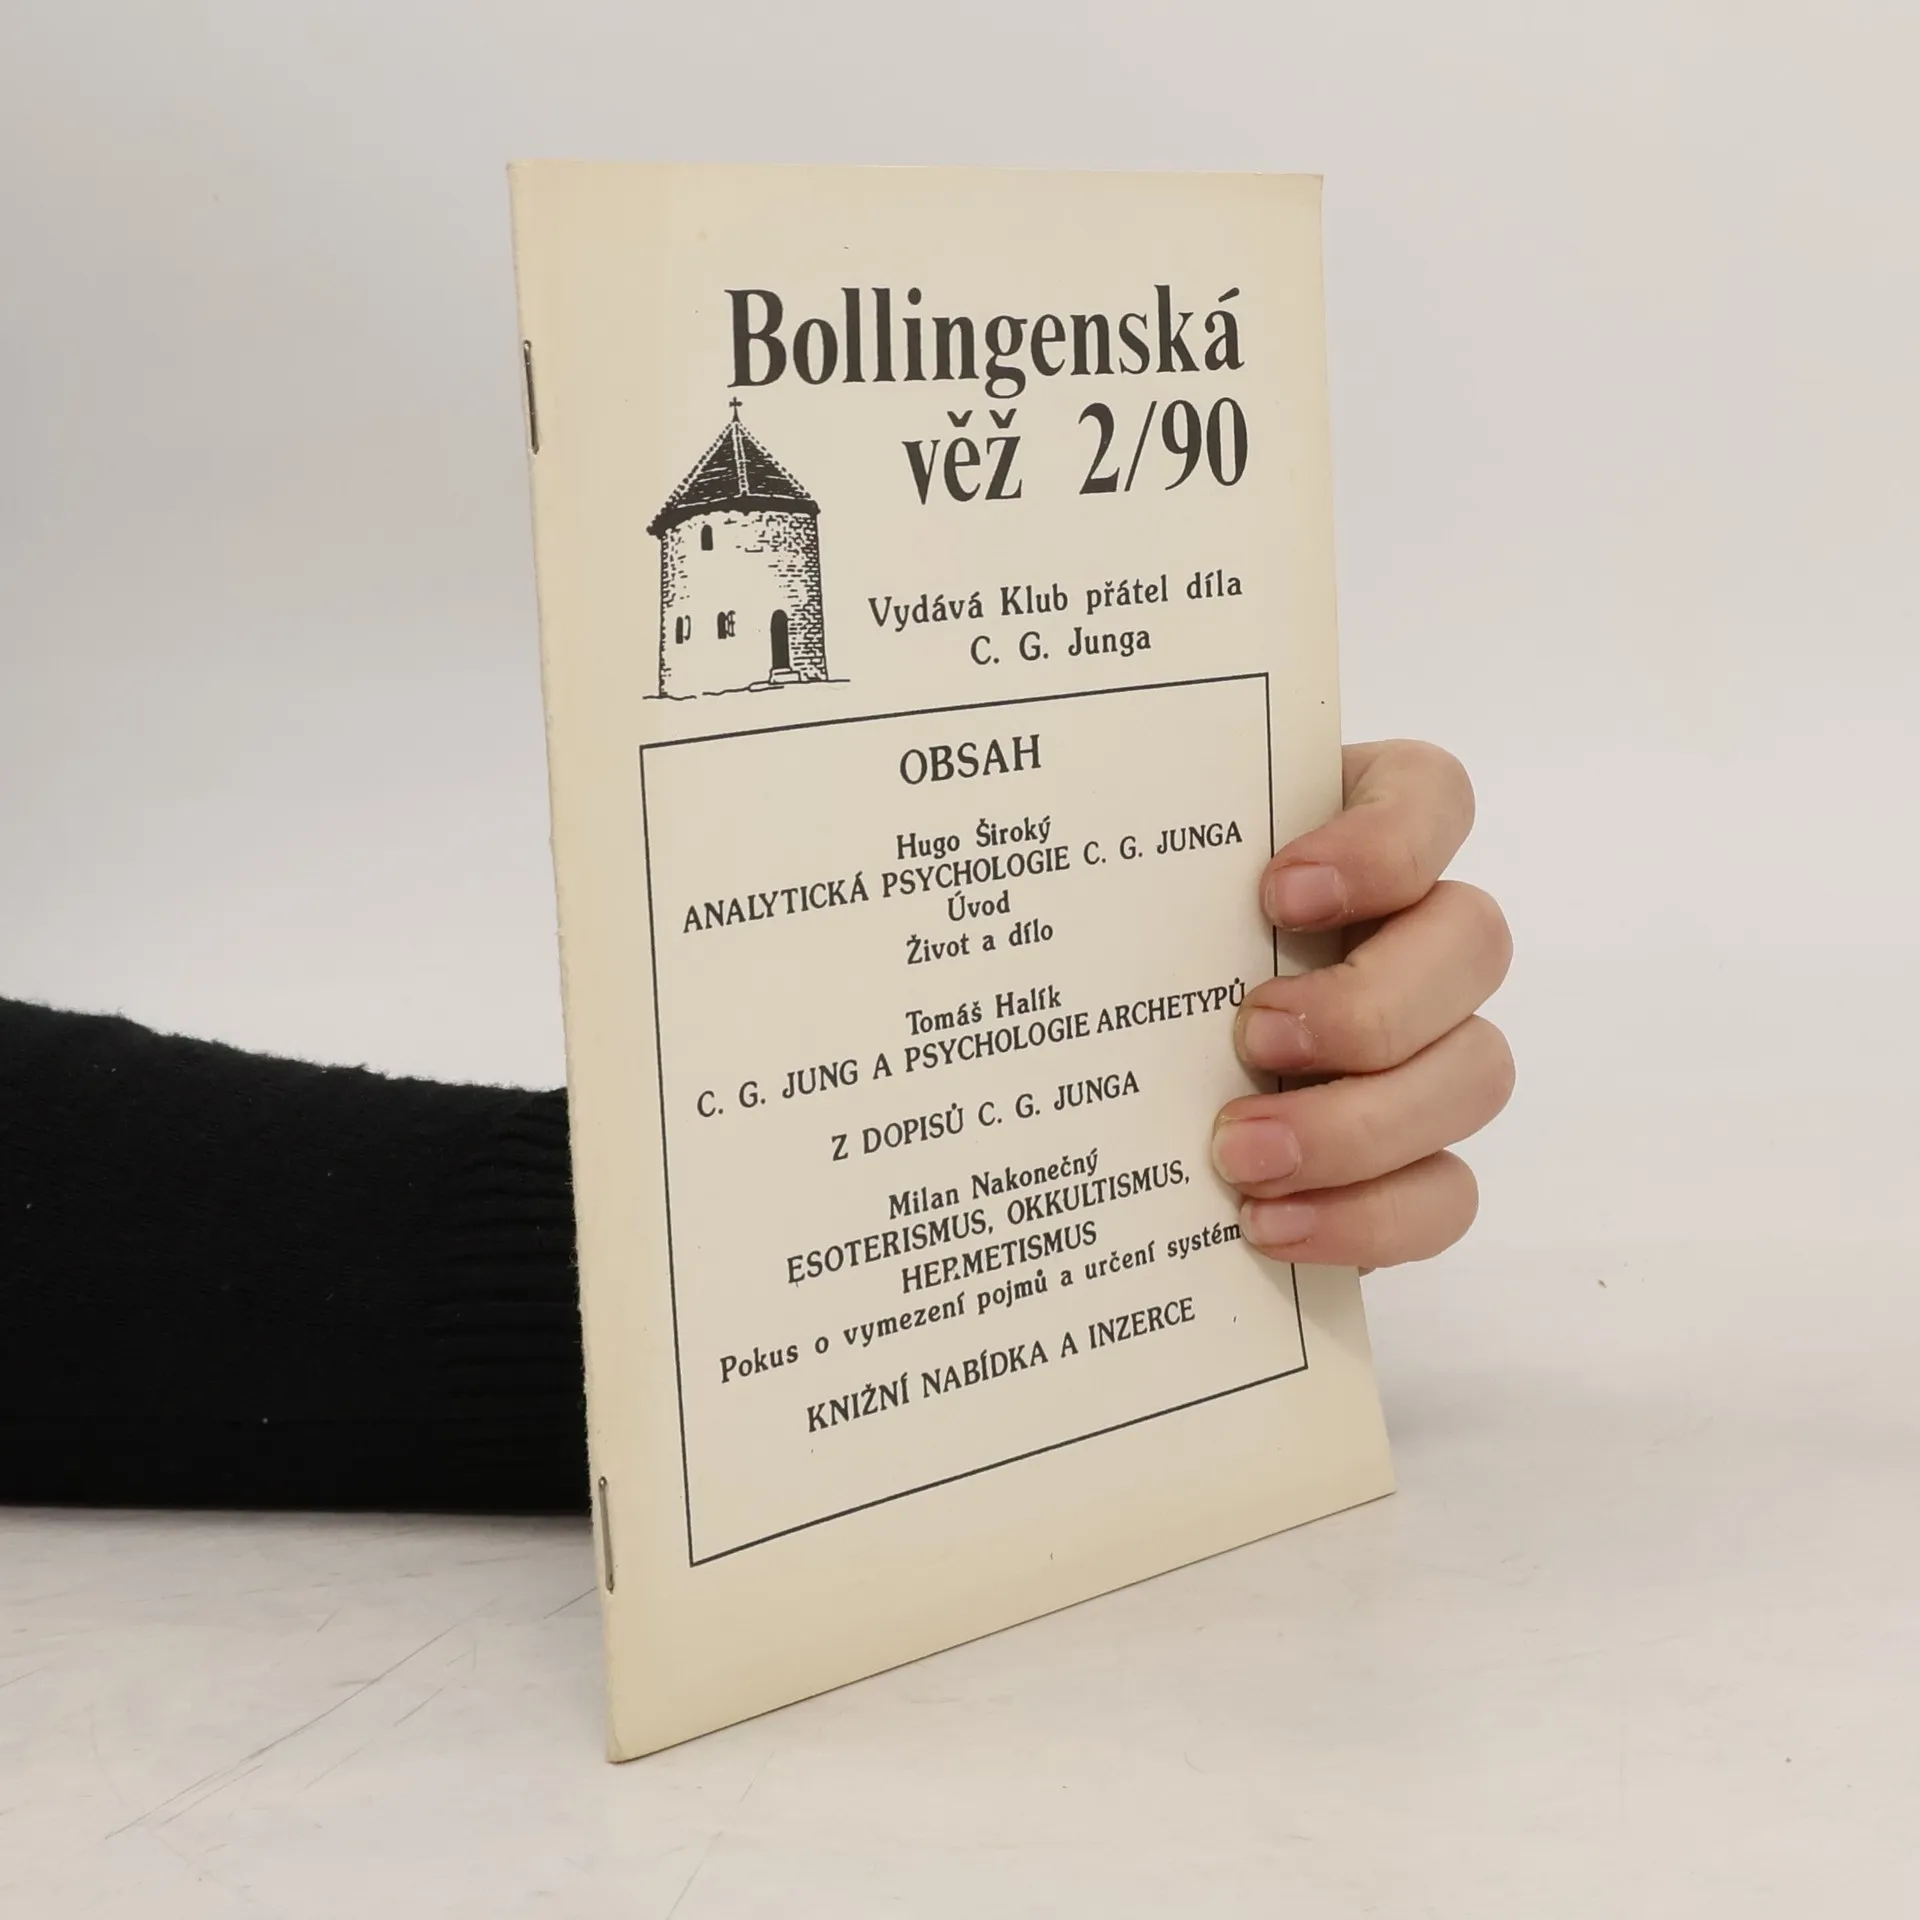 Bollingenská
věž 2/90
Vydává Klub přátel díla
C. G. Junga
OBSAH
Hugo Široký
ANALYTICKÁ PSYCHOLOGIE C. G. JUNGA
Úvod
Život a dílo
Tomáš Halík
C. G. JUNG A PSYCHOLOGIE ARCHETYPŮ
Z DOPISŮ C. G. JUNGA
Milan Nakonečný
ESOTERISMUS, OKKULTISMUS,
HERMETISMUS
Pokus o vymezení pojmů a určení systém
KNIŽNÍ NABÍDKA A INZERCE